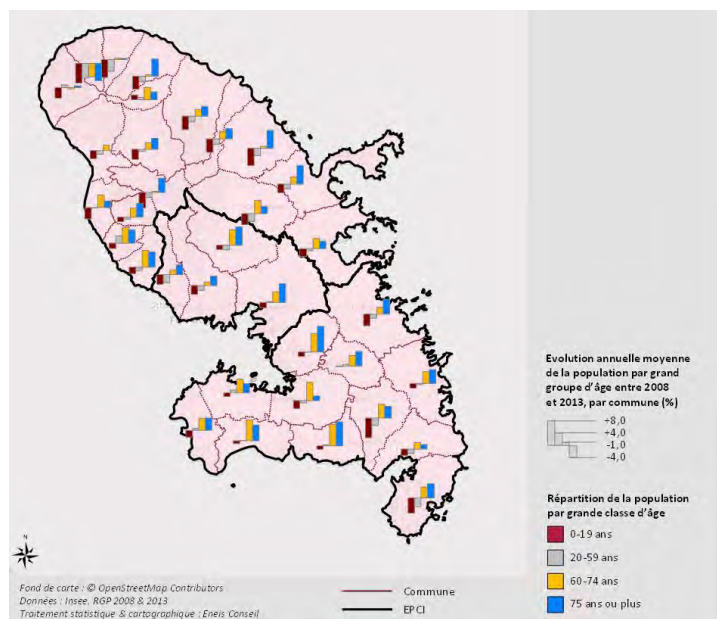 Evolution annuelle moyenne
de la population par grand
groupe d'âge entre 2008
et 2013, par commune (%)
+8,0
+4,0
-1,0
-4,0
Répartition de la population
par grande classe d'âge
0-19 ans
20-59 ans
60-74 ans
75 ans ou plus
N
Fond de carte : © OpenStreetMap Contributors
Données : Insee, RGP 2008 & 2013
Traitement statistique & cartographique : Eneis Conseil
Commune
EPCI